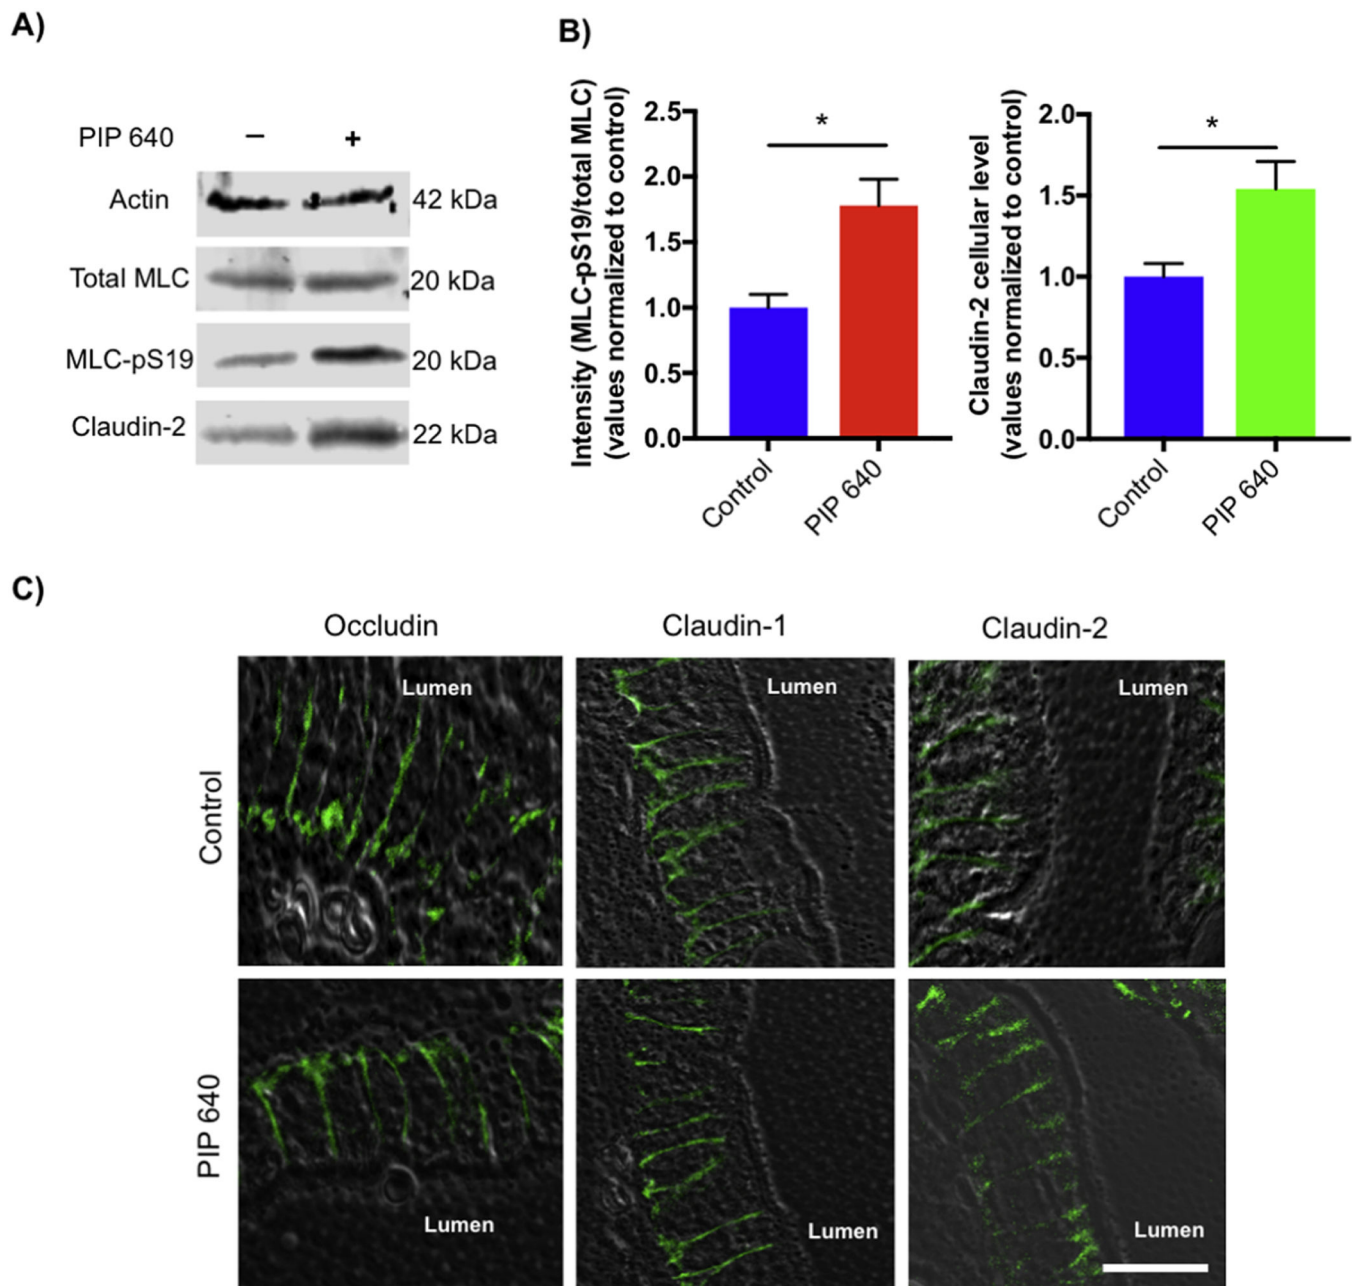 A)
PIP 640 − +
Actin 42 kDa
Total MLC 20 kDa
MLC-pS19 20 kDa
Claudin-2 22 kDa
B)
Intensity (MLC-pS19/total MLC)
(values normalized to control)
2.5
2.0
1.5
1.0
0.5
0.0
*
Control
PIP 640
Claudin-2 cellular level
(values normalized to control)
2.0
1.5
1.0
0.5
0.0
*
Control
PIP 640
C)
Occludin Claudin-1 Claudin-2
Control
Lumen Lumen Lumen
PIP 640
Lumen Lumen Lumen